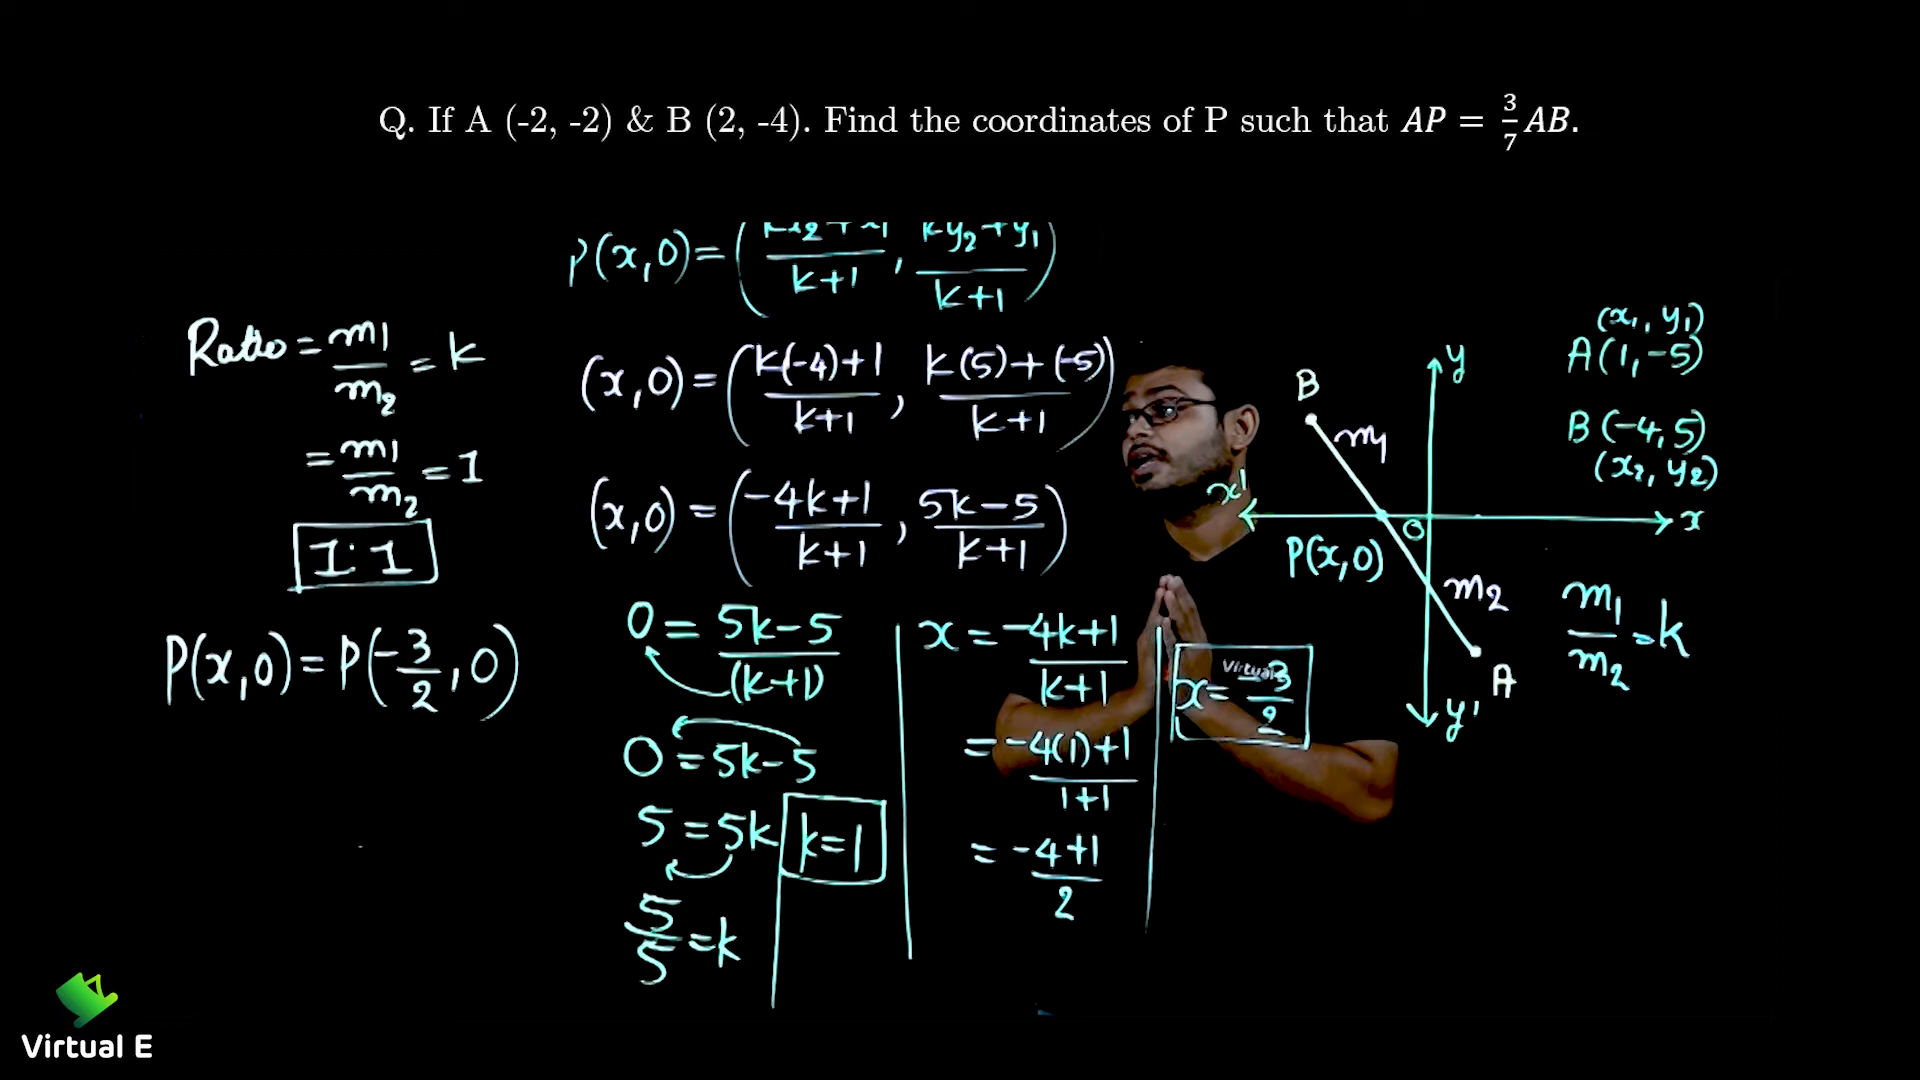 Q. If A (-2, -2) & B (2, -4). Find the coordinates of P such that AP = 3/7 AB.
P(x,0) = (kx2+x1/k+1, ky2+y1/k+1)
Ratio = m1/m2 = k
= m1/m2 = 1
1:1
P(x,0) = P(-3/2, 0)
(x,0) = (k(-4)+1/k+1, k(5)+(-5)/k+1)
(x,0) = (-4k+1/k+1, 5k-5/k+1)
0 = 5k-5/(k+1)
0 = 5k-5
5 = 5k
5/5 = k
k=1
x = -4k+1/k+1
= -4(1)+1/1+1
= -4+1/2
x = -3/2
Virtual
B
m1
y
x'
O
x
P(x,0)
m2
A
y'
(x1, y1)
A(1,-5)
B(-4,5)
(x2, y2)
m1/m2 = k
Virtual E